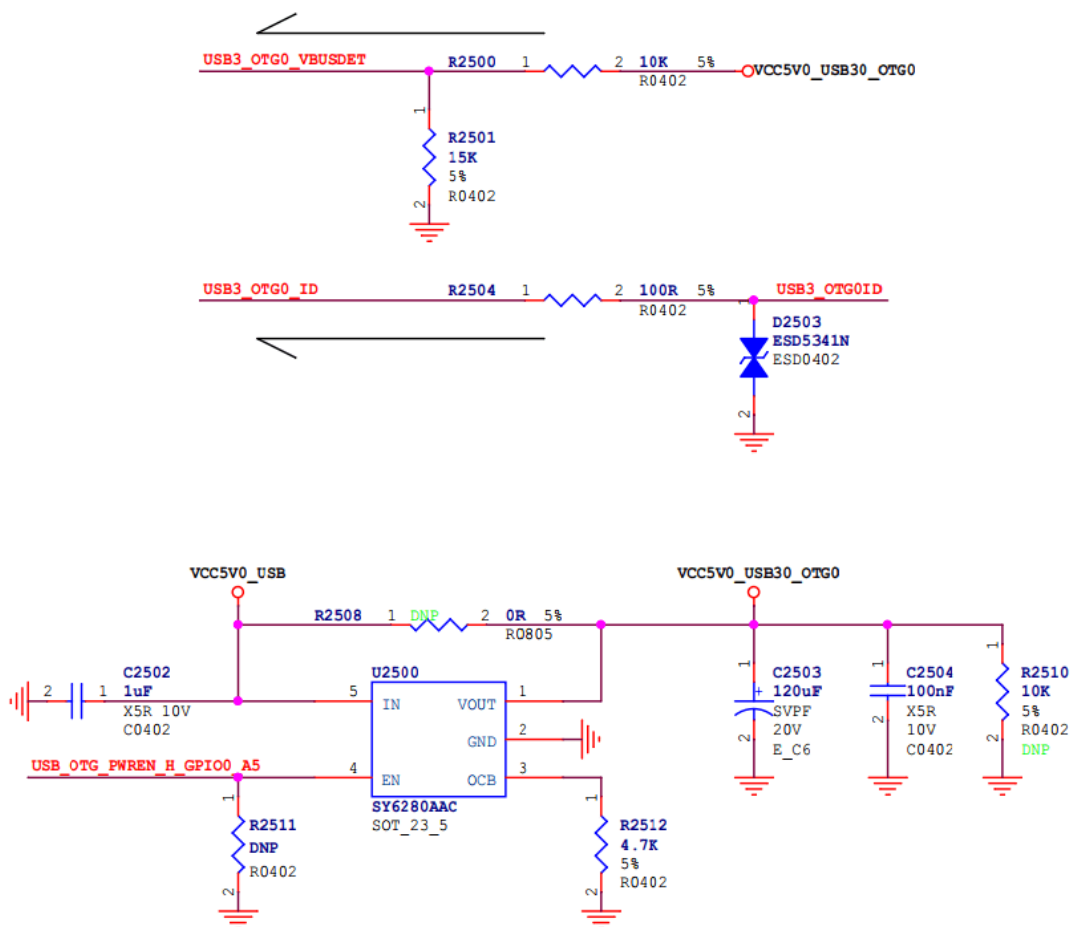 USB3_OTG0_VBUSDET R2500 1 2 10K 5% VCC5V0_USB30_OTG0
R0402
1
R2501
15K
5%
R0402
2
USB3_OTG0_ID R2504 1 2 100R 5% USB3_OTG0ID
R0402
1
D2503
ESD5341N
ESD0402
2
VCC5V0_USB VCC5V0_USB30_OTG0
R2508 1 DNP 2 0R 5%
R0805
C2502
2 1 1uF
X5R 10V
C0402
U2500
5 IN VOUT 1
GND 2
4 EN OCB 3
SY6280AAC
SOT_23_5
1
C2503
+ 120uF
SVPF
20V
E_C6
2
1
C2504
100nF
X5R
10V
C0402
2
1
R2510
10K
5%
R0402
DNP
2
USB_OTG_PWREN_H_GPIO0_A5
1
R2511
DNP
R0402
2
1
R2512
4.7K
5%
R0402
2